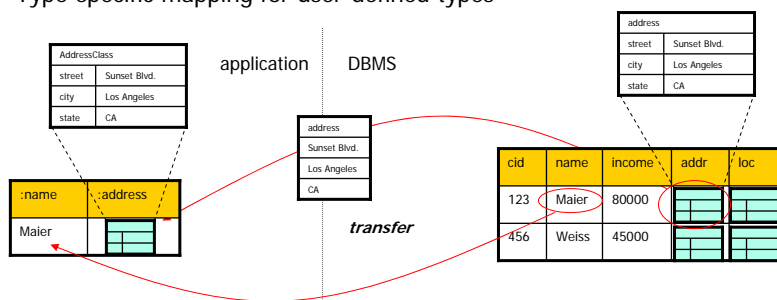 Type specific mapping for user defined types
AddressClass
street Sunset Blvd.
city Los Angeles
state CA
application
DBMS
address
street Sunset Blvd.
city Los Angeles
state CA
address
Sunset Blvd.
Los Angeles
CA
transfer
:name :address
Maier
cid name income addr loc
123 Maier 80000
456 Weiss 45000